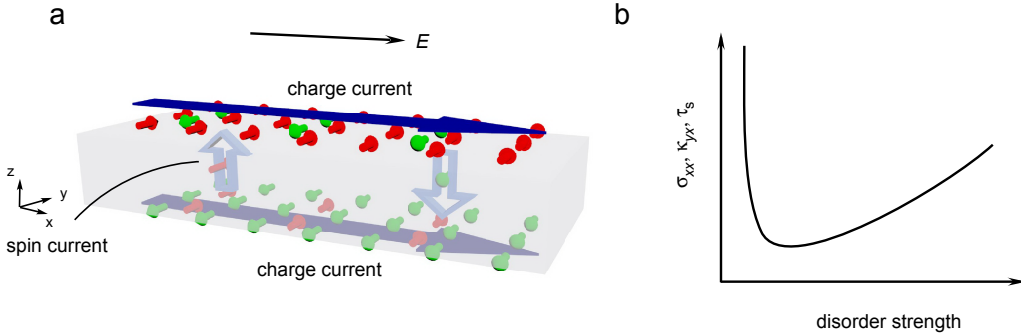 a
E
charge current
z
y
x
spin current
charge current
b
σxx, κyx, τs
disorder strength